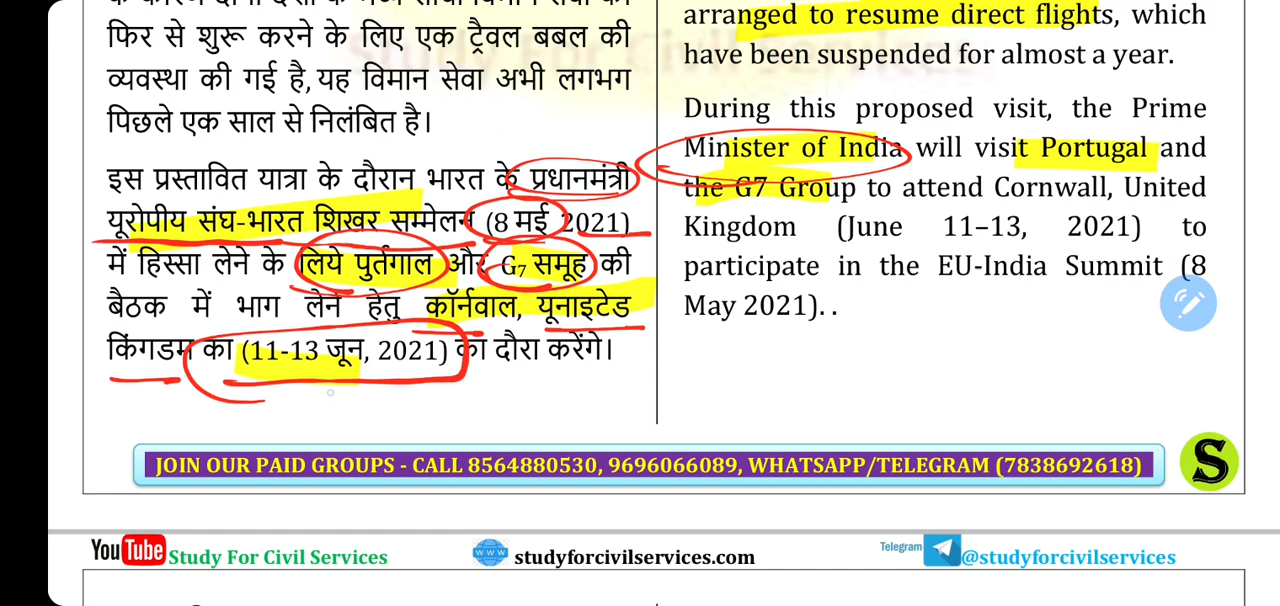 फिर से शुरू करने के लिए एक ट्रैवल बबल की
व्यवस्था की गई है, यह विमान सेवा अभी लगभग
पिछले एक साल से निलंबित है।
इस प्रस्तावित यात्रा के दौरान भारत के प्रधानमंत्री
यूरोपीय संघ-भारत शिखर सम्मेलन (8 मई 2021)
में हिस्सा लेने के लिये पुर्तगाल और G7 समूह की
बैठक में भाग लेने हेतु कॉर्नवाल, यूनाइटेड
किंगडम का (11-13 जून, 2021) का दौरा करेंगे।
arranged to resume direct flights, which
have been suspended for almost a year.
During this proposed visit, the Prime
Minister of India will visit Portugal and
the G7 Group to attend Cornwall, United
Kingdom (June 11–13, 2021) to
participate in the EU-India Summit (8
May 2021). .
JOIN OUR PAID GROUPS - CALL 8564880530, 9696066089, WHATSAPP/TELEGRAM (7838692618)
S
YouTube Study For Civil Services
www studyforcivilservices.com
Telegram @studyforcivilservices